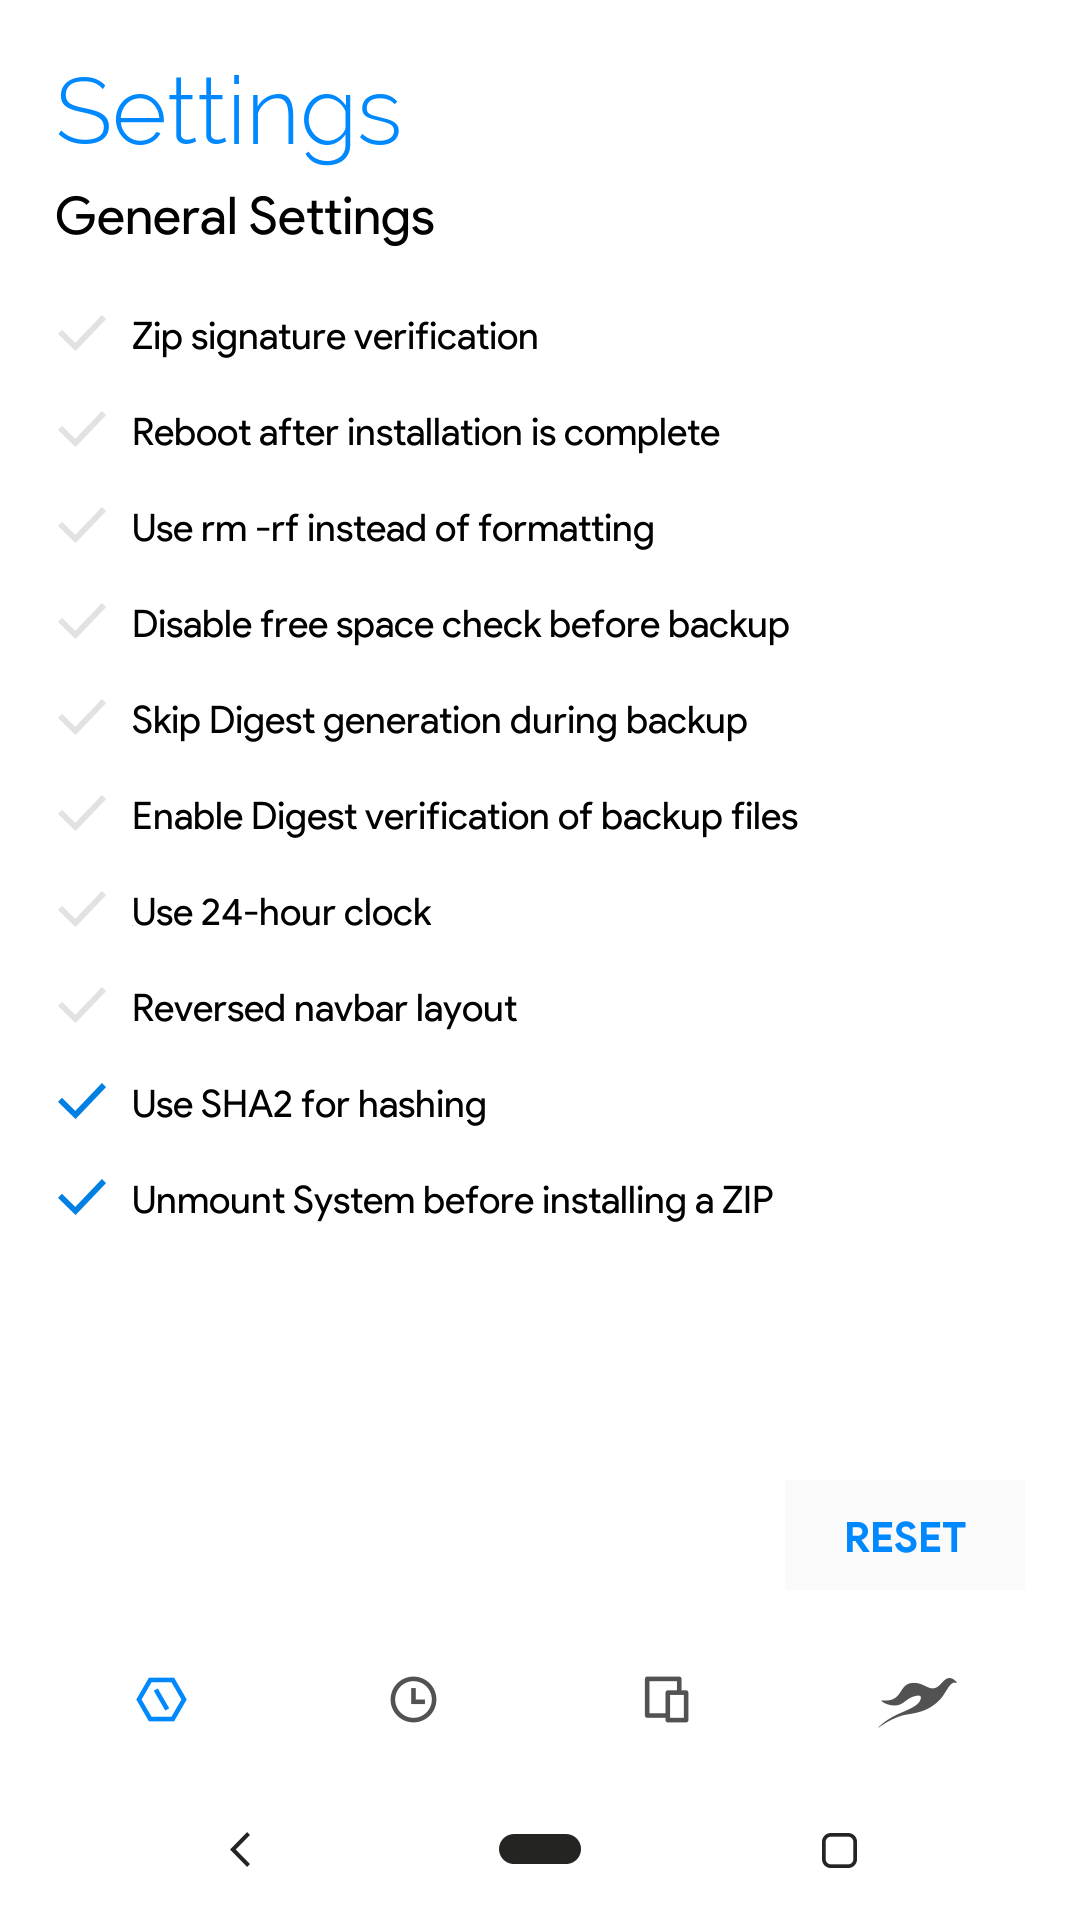 Settings
General Settings
Zip signature verification
Reboot after installation is complete
Use rm -rf instead of formatting
Disable free space check before backup
Skip Digest generation during backup
Enable Digest verification of backup files
Use 24-hour clock
Reversed navbar layout
Use SHA2 for hashing
Unmount System before installing a ZIP
RESET